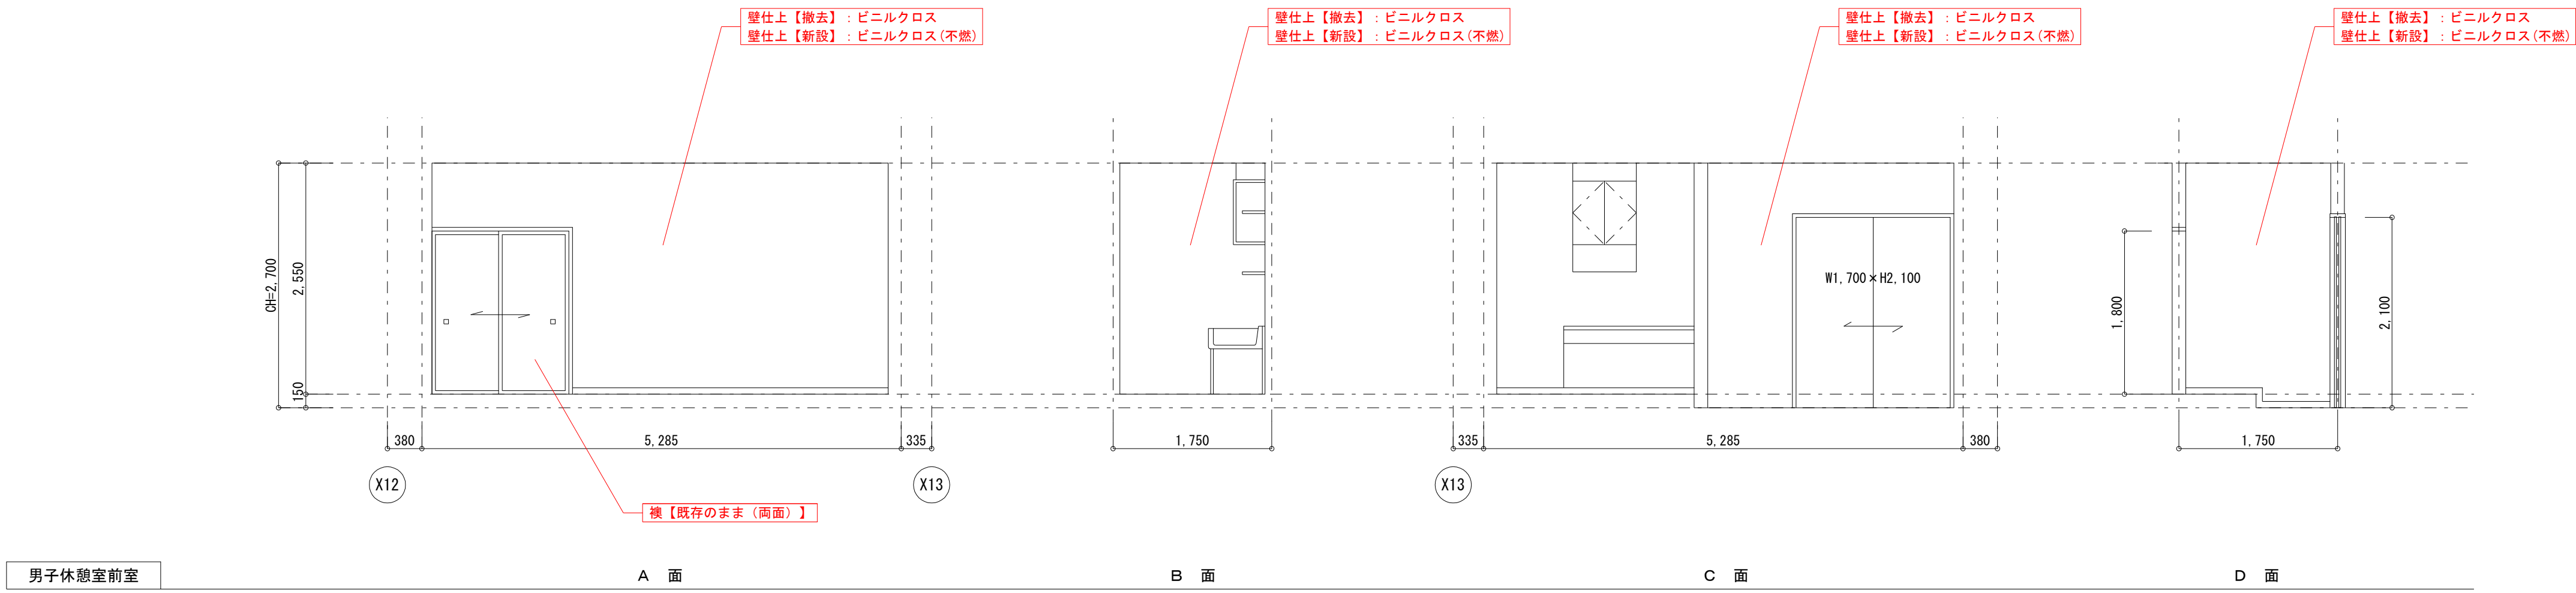 壁仕上【撤去】：ビニルクロス
壁仕上【新設】：ビニルクロス(不燃)
壁仕上【撤去】：ビニルクロス
壁仕上【新設】：ビニルクロス(不燃)
壁仕上【撤去】：ビニルクロス
壁仕上【新設】：ビニルクロス(不燃)
壁仕上【撤去】：ビニルクロス
壁仕上【新設】：ビニルクロス(不燃)
CH=2,700
2,550
150
W1,700×H2,100
1,800
2,100
380
5,285
335
1,750
335
5,285
380
1,750
X12
X13
X13
襖【既存のまま（両面）】
男子休憩室前室
A 面
B 面
C 面
D 面